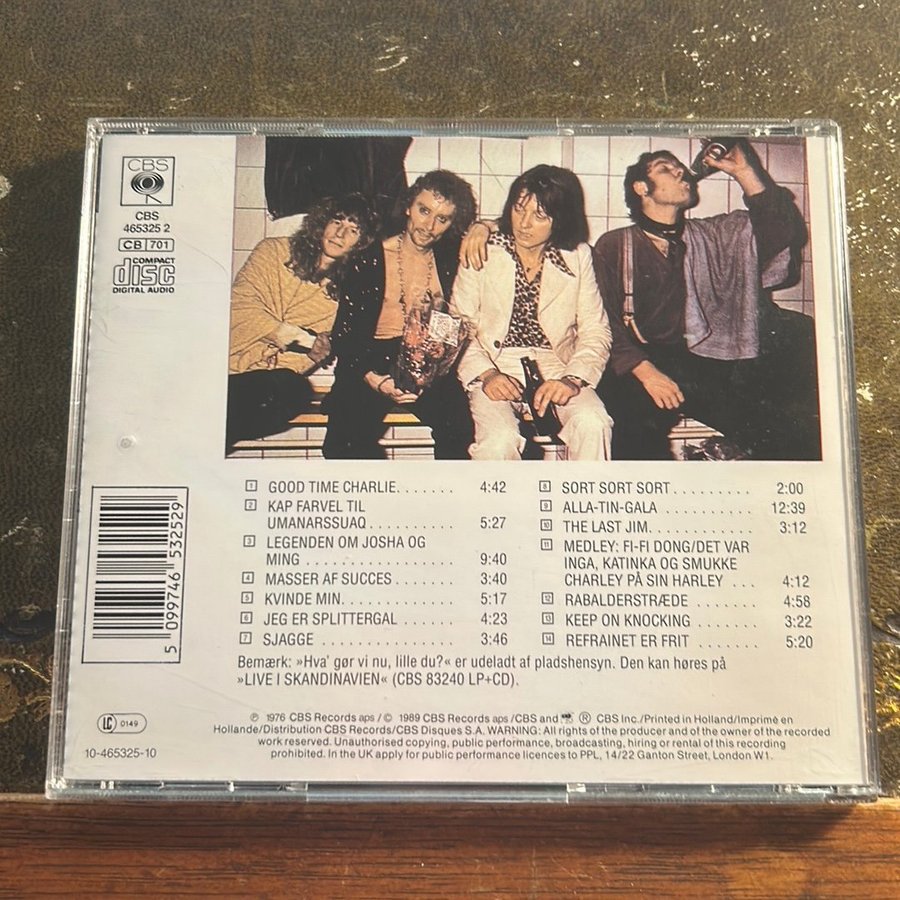 CBS
CBS
465325 2
CB 701
COMPACT
disc
DIGITAL AUDIO
1 GOOD TIME CHARLIE....... 4:42
2 KAP FARVEL TIL
UMANARSSUAQ .......... 5:27
3 LEGENDEN OM JOSHA OG
MING ................. 9:40
4 MASSER AF SUCCES ....... 3:40
5 KVINDE MIN............. 5:17
6 JEG ER SPLITTERGAL ....... 4:23
7 SJAGGE ............... 3:46
8 SORT SORT SORT ......... 2:00
9 ALLA-TIN-GALA .......... 12:39
10 THE LAST JIM........... 3:12
11 MEDLEY: FI-FI DONG/DET VAR
INGA, KATINKA OG SMUKKE
CHARLEY PÅ SIN HARLEY ... 4:12
12 RABALDERSTRÆDE ....... 4:58
13 KEEP ON KNOCKING ....... 3:22
14 REFRAINET ER FRIT ....... 5:20
Bemærk: »Hva' gør vi nu, lille du?« er udeladt af pladshensyn. Den kan høres på
»LIVE I SKANDINAVIEN« (CBS 83240 LP+CD).
5 099746 532529
LC 0149
10-465325-10
℗ 1976 CBS Records aps / © 1989 CBS Records aps /CBS and ® CBS Inc./Printed in Holland/Imprimé en
Hollande/Distribution CBS Records/CBS Disques S.A. WARNING: All rights of the producer and of the owner of the recorded
work reserved. Unauthorised copying, public performance, broadcasting, hiring or rental of this recording
prohibited. In the UK apply for public performance licences to PPL, 14/22 Ganton Street, London W1.